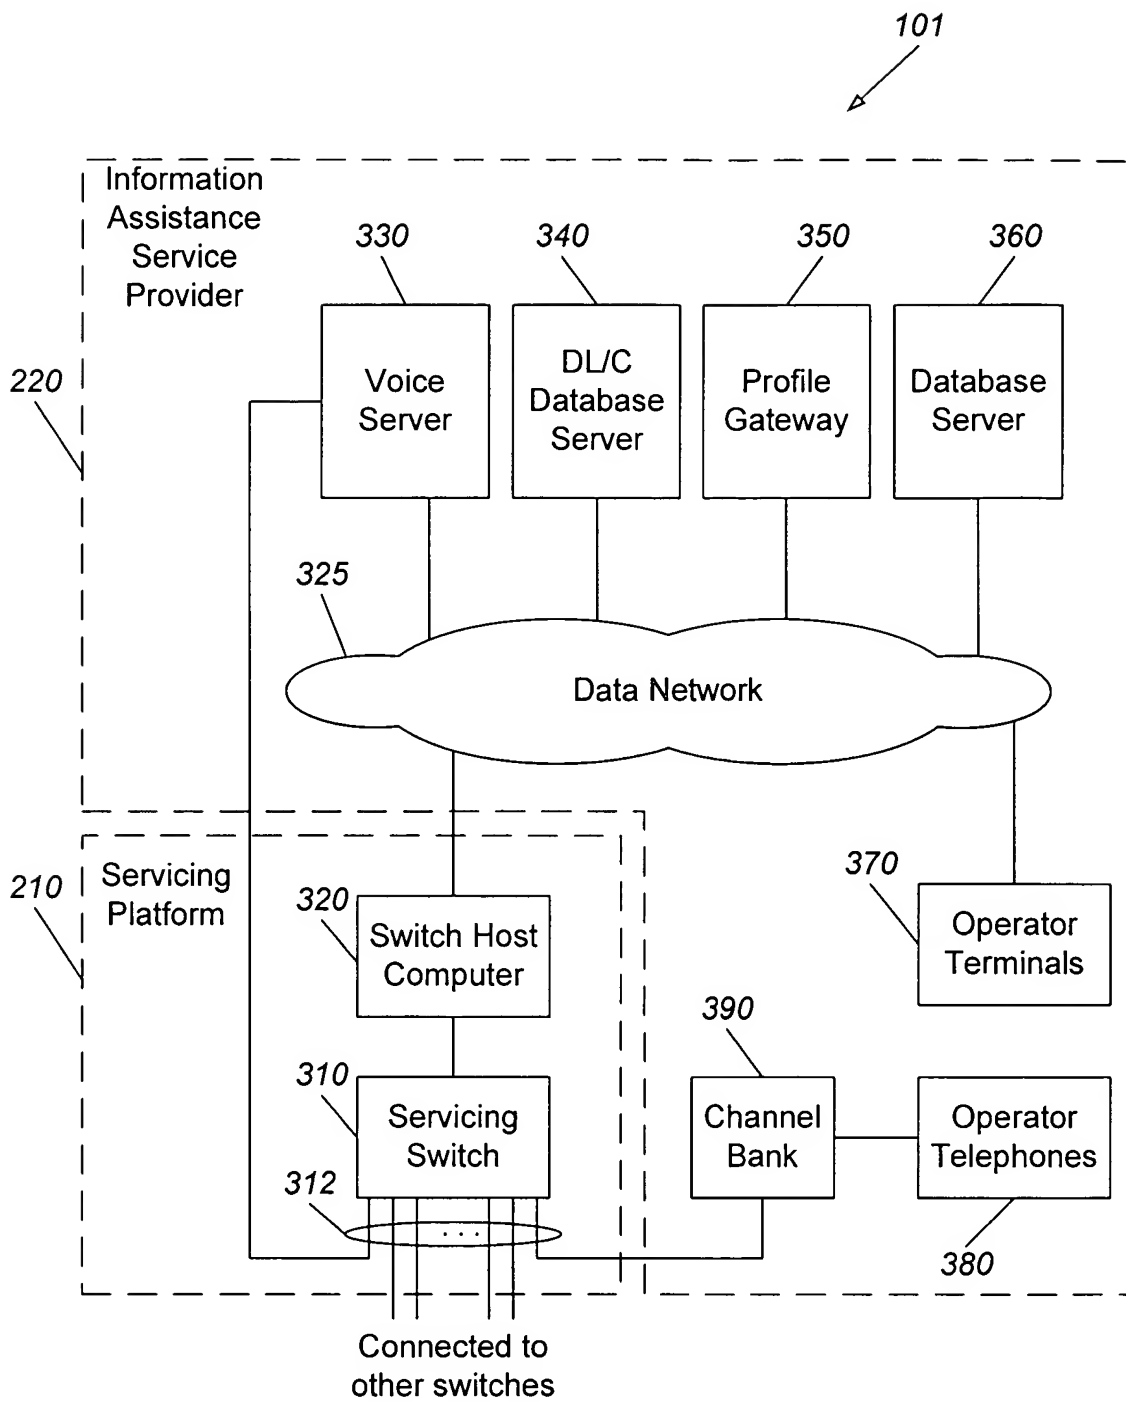 101
Information
Assistance
Service
Provider
330
340
350
360
220
Voice
Server
DL/C
Database
Server
Profile
Gateway
Database
Server
325
Data Network
210
Servicing
Platform
320
Switch Host
Computer
370
Operator
Terminals
390
310
Servicing
Switch
Channel
Bank
Operator
Telephones
312
...
380
Connected to
other switches